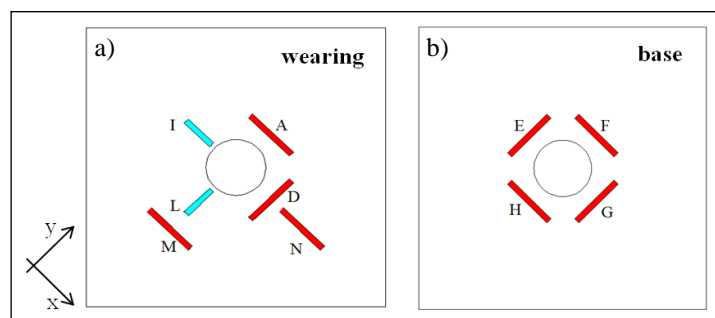 a) wearing
I A
L D
M N
y
x
b) base
E F
H G